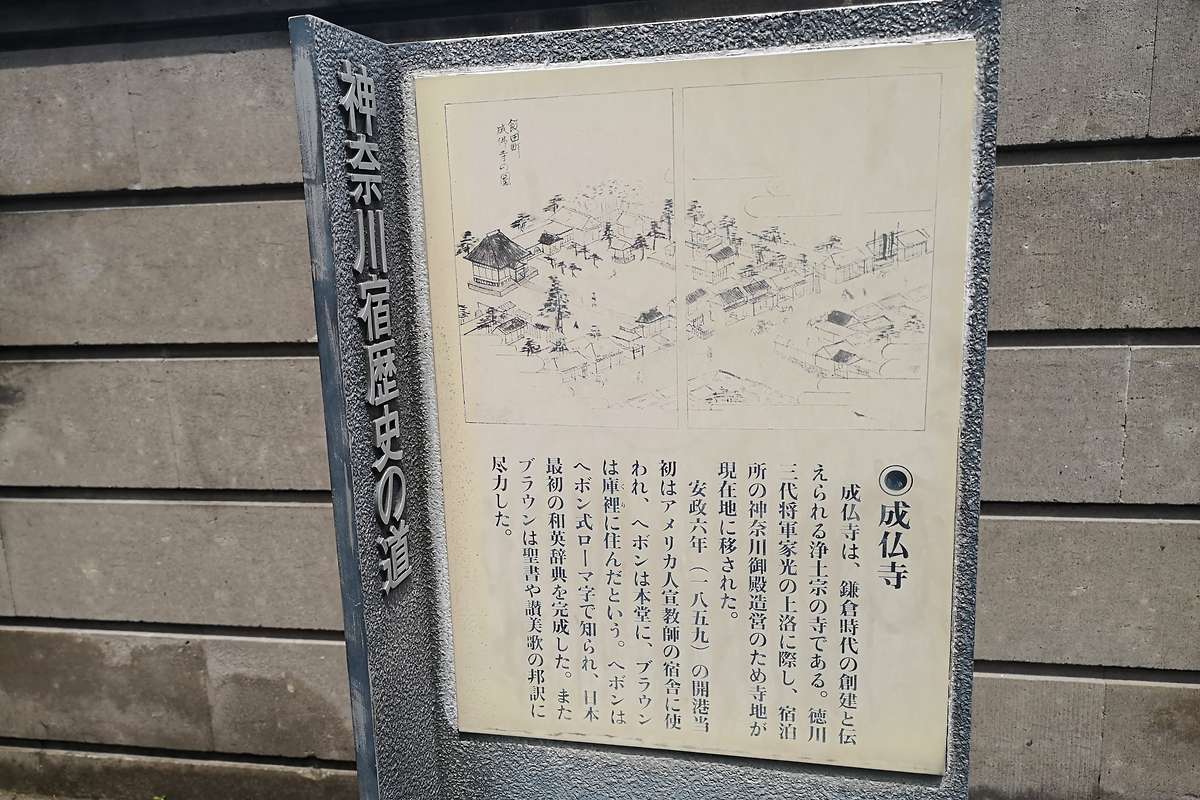 神奈川宿歴史の道
飯田町
成佛寺の図
◉成仏寺
成仏寺は、鎌倉時代の創建と伝
えられる浄土宗の寺である。徳川
三代将軍家光の上洛に際し、宿泊
所の神奈川御殿造営のため寺地が
現在地に移された。
安政六年（一八五九）の開港当
初はアメリカ人宣教師の宿舎に使
われ、ヘボンは本堂に、ブラウン
は庫裡に住んだという。ヘボンは
ヘボン式ローマ字で知られ、日本
最初の和英辞典を完成した。また
ブラウンは聖書や讃美歌の邦訳に
尽力した。